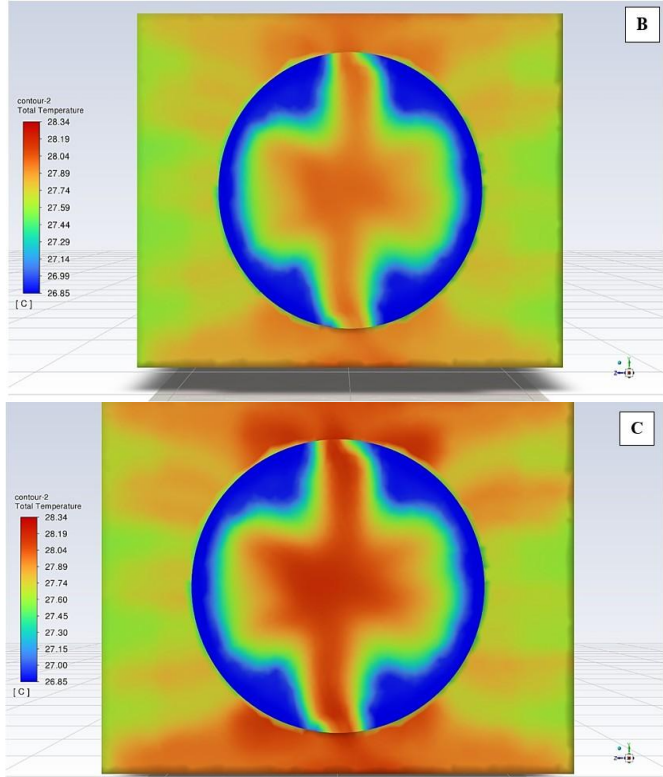 B
contour-2
Total Temperature
28.34
28.19
28.04
27.89
27.74
27.59
27.44
27.29
27.14
26.99
26.85
[ C ]
Y
Z
C
contour-2
Total Temperature
28.34
28.19
28.04
27.89
27.74
27.60
27.45
27.30
27.15
27.00
26.85
[ C ]
Y
Z